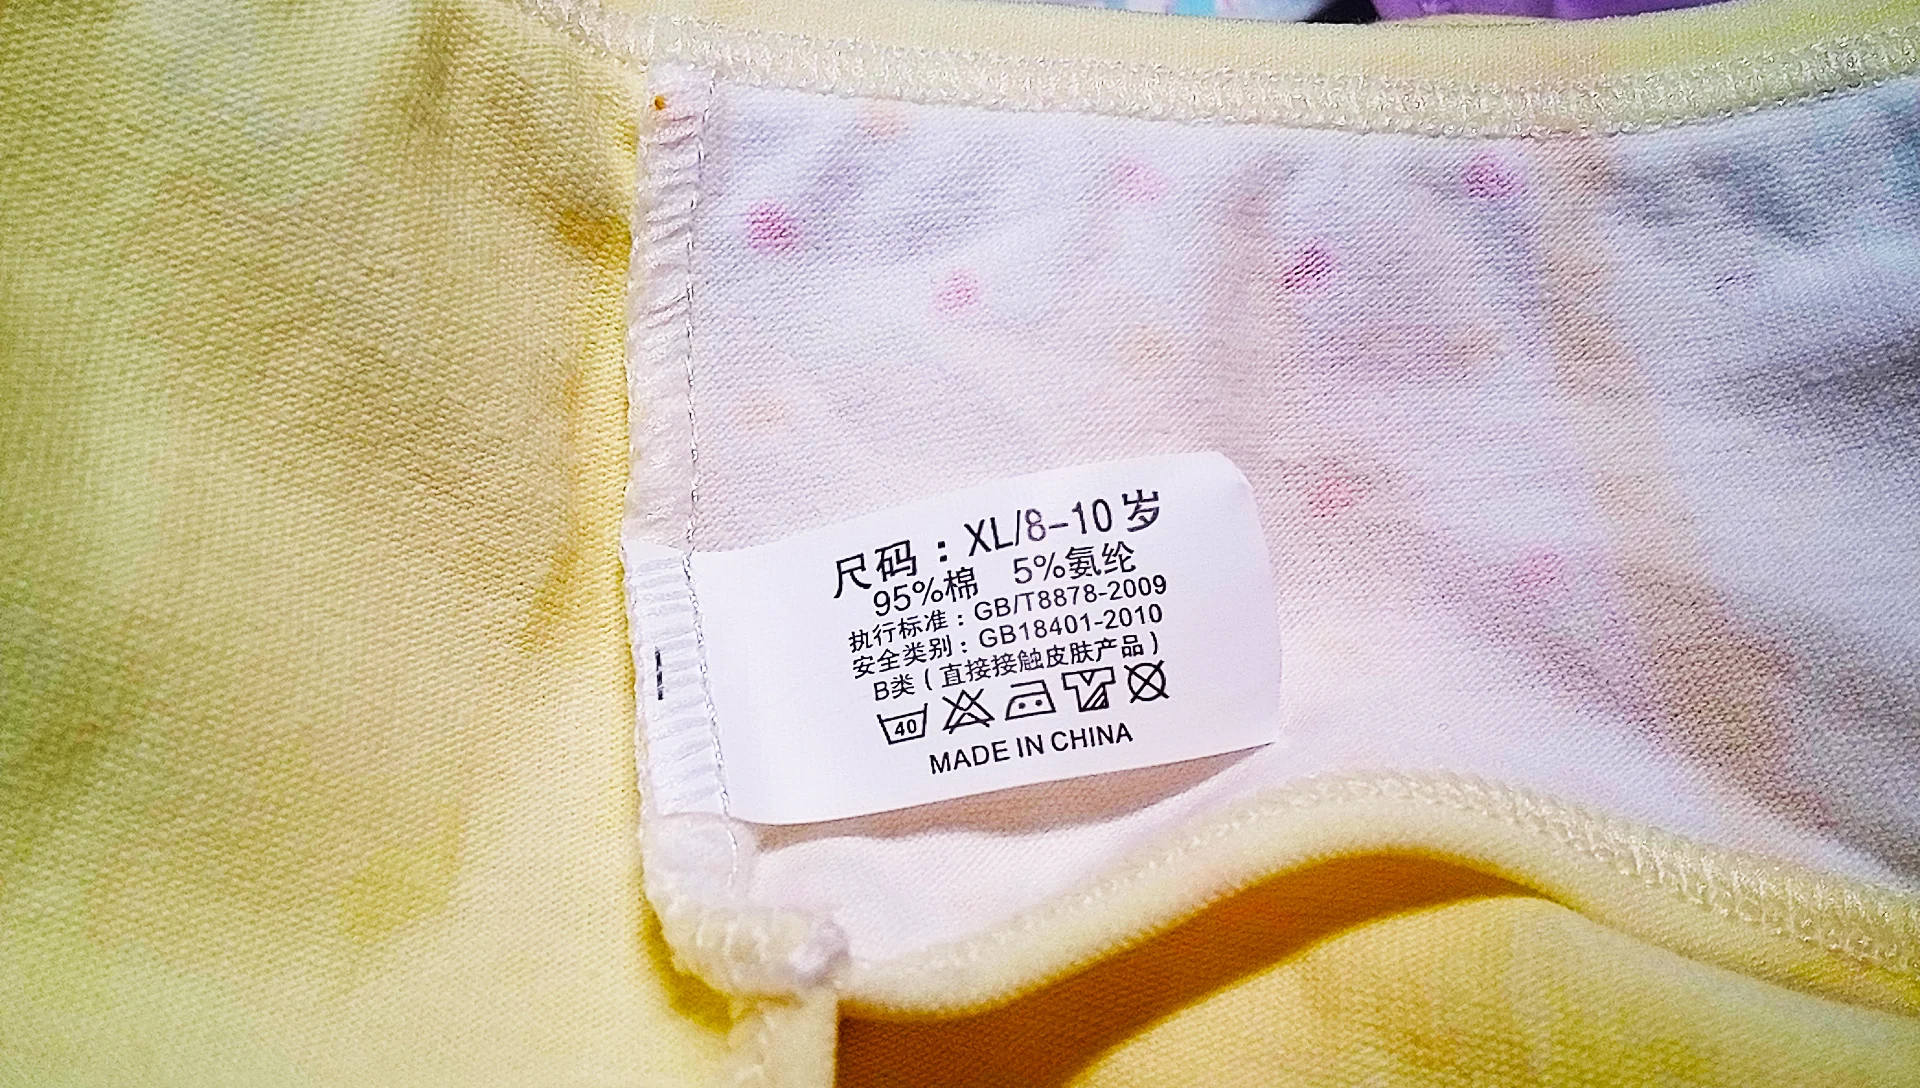 尺码：XL/8-10岁
95%棉 5%氨纶
执行标准：GB/T8878-2009
安全类别：GB18401-2010
B类（直接接触皮肤产品）
40
MADE IN CHINA